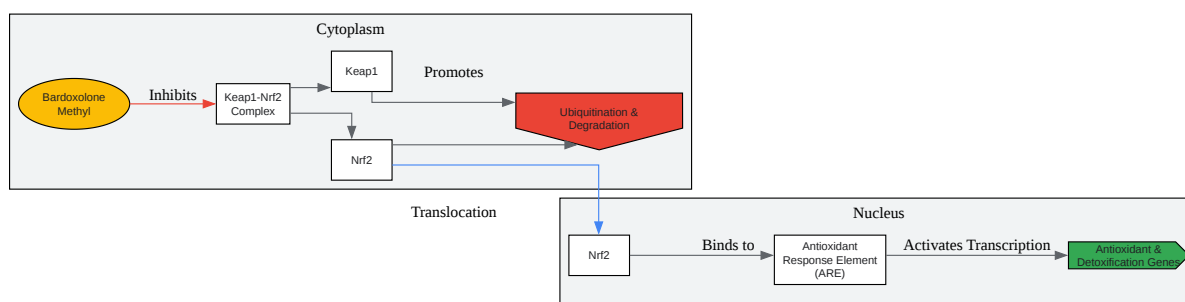 Cytoplasm
Bardoxolone
Methyl
Inhibits
Keap1-Nrf2
Complex
Keap1
Promotes
Ubiquitination &
Degradation
Nrf2
Translocation
Nucleus
Nrf2
Binds to
Antioxidant
Response Element
(ARE)
Activates Transcription
Antioxidant &
Detoxification Genes